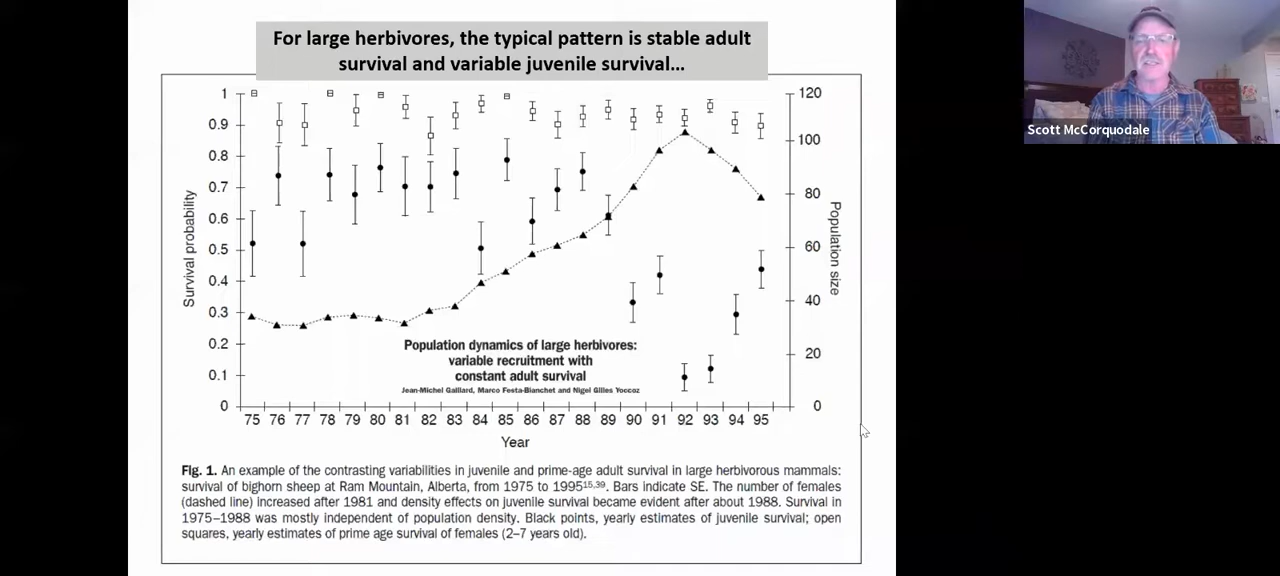 For large herbivores, the typical pattern is stable adult
survival and variable juvenile survival...
Scott McCorquodale
1
0.9
0.8
0.7
0.6
0.5
0.4
0.3
0.2
0.1
0
Survival probability
120
100
80
60
40
20
0
Population size
Population dynamics of large herbivores:
variable recruitment with
constant adult survival
Jean-Michel Gaillard, Marco Festa-Bianchet and Nigel Gilles Yoccoz
75 76 77 78 79 80 81 82 83 84 85 86 87 88 89 90 91 92 93 94 95
Year
Fig. 1. An example of the contrasting variabilities in juvenile and prime-age adult survival in large herbivorous mammals:
survival of bighorn sheep at Ram Mountain, Alberta, from 1975 to 1995¹⁵,³⁹. Bars indicate SE. The number of females
(dashed line) increased after 1981 and density effects on juvenile survival became evident after about 1988. Survival in
1975–1988 was mostly independent of population density. Black points, yearly estimates of juvenile survival; open
squares, yearly estimates of prime age survival of females (2–7 years old).